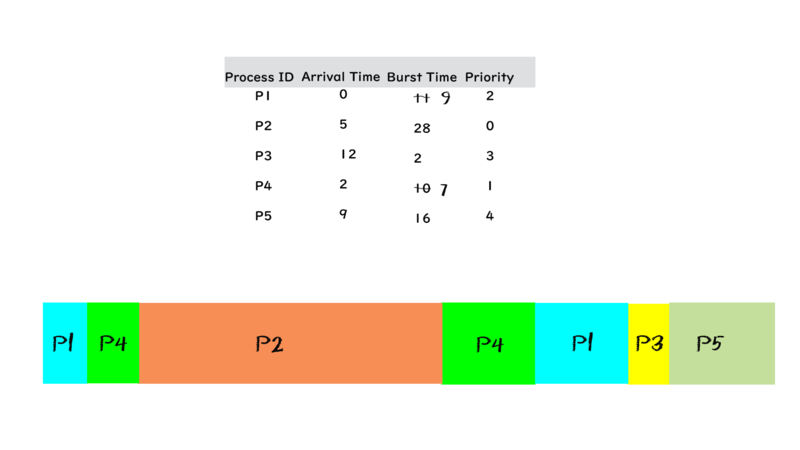 Process ID Arrival Time Burst Time Priority
P1 0 11 9 2
P2 5 28 0
P3 12 2 3
P4 2 10 7 1
P5 9 16 4
P1 P4 P2 P4 P1 P3 P5